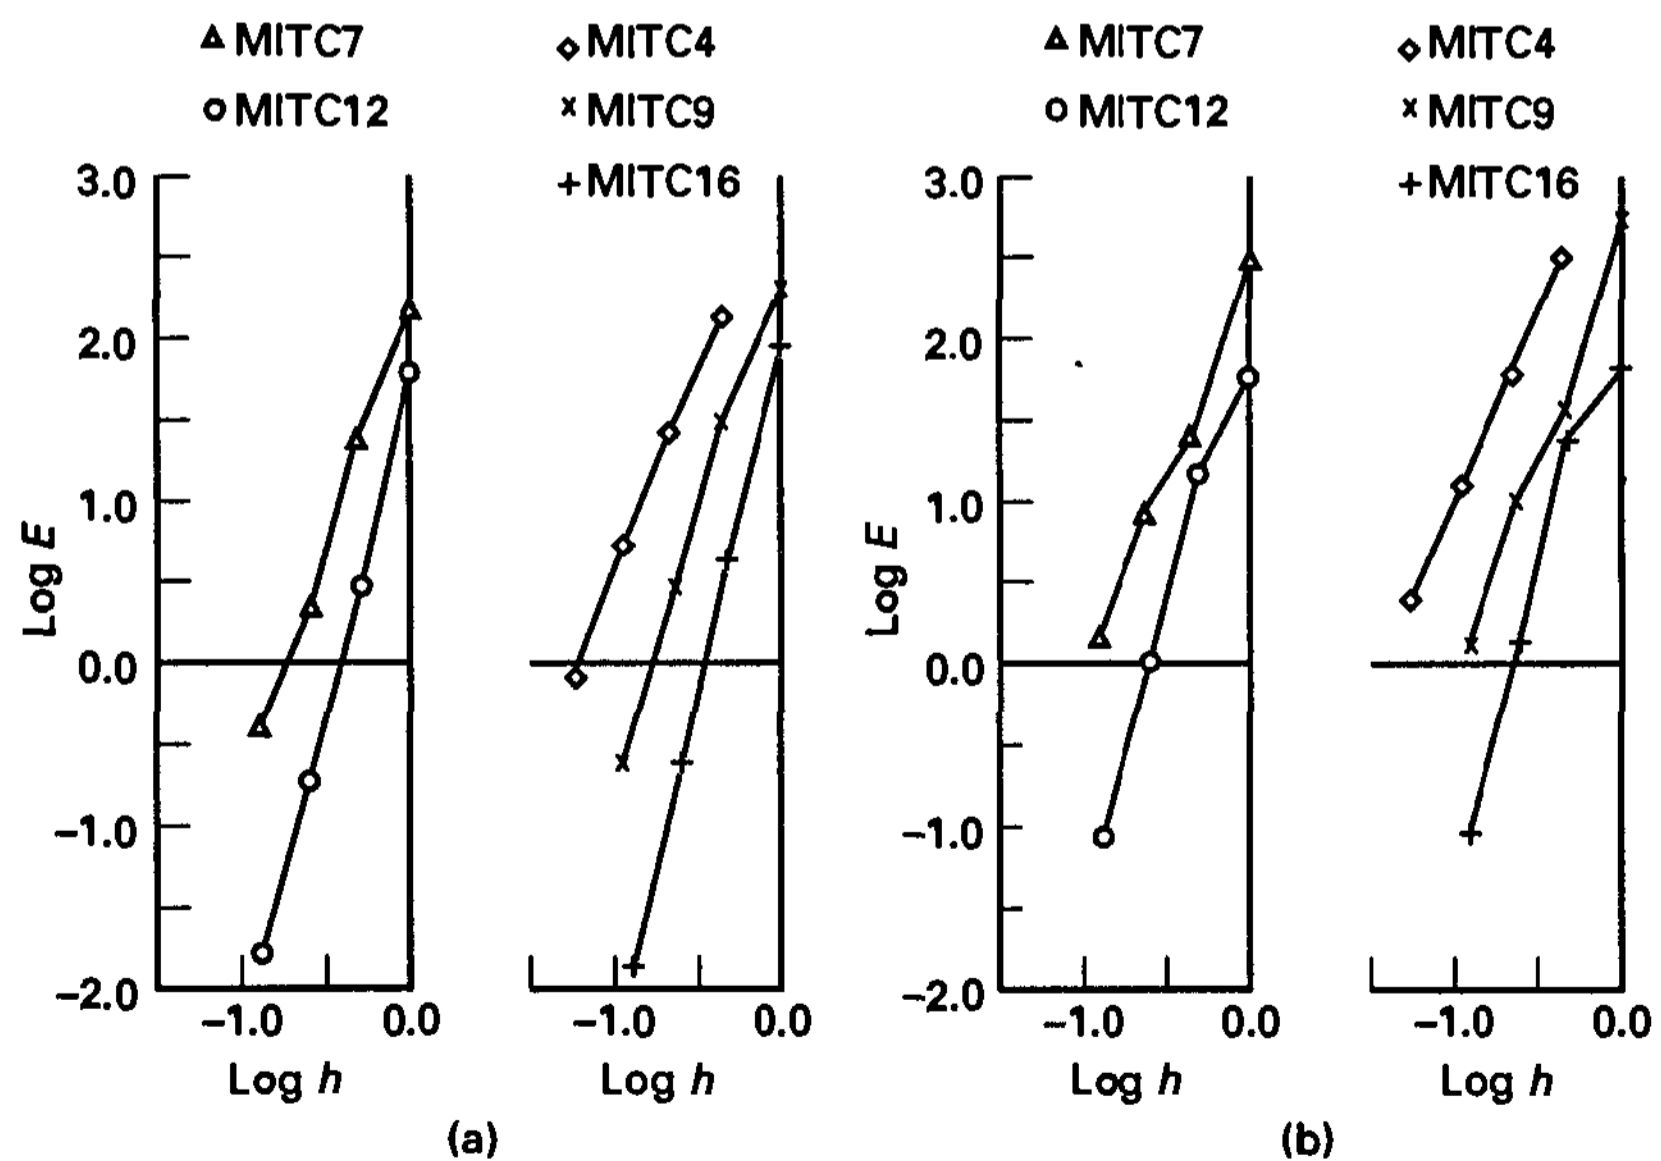 MITC7 MITC4 MITC7 MITC4
MITC12 MITC9 MITC12 MITC9
3.0 MITC16 3.0 MITC16
2.0 2.0
1.0 1.0
Log E Log E
0.0 0.0
−1.0 −1.0
−2.0 −2.0
−1.0 0.0 −1.0 0.0 −1.0 0.0 −1.0 0.0
Log h Log h Log h Log h
(a) (b)